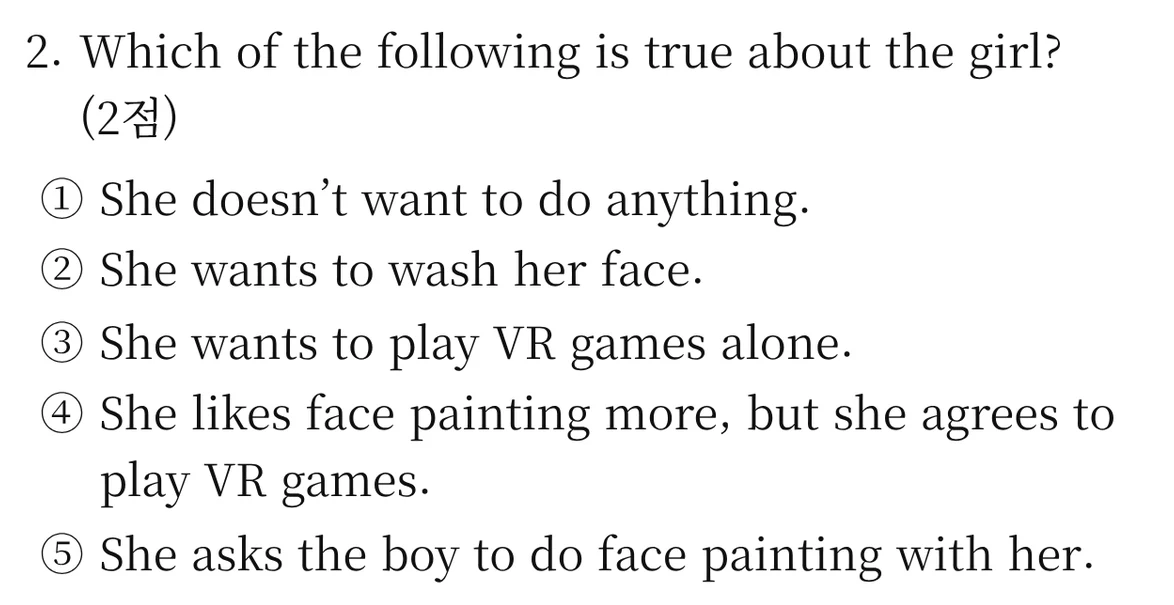 2. Which of the following is true about the girl?
(2점)
① She doesn’t want to do anything.
② She wants to wash her face.
③ She wants to play VR games alone.
④ She likes face painting more, but she agrees to
play VR games.
⑤ She asks the boy to do face painting with her.